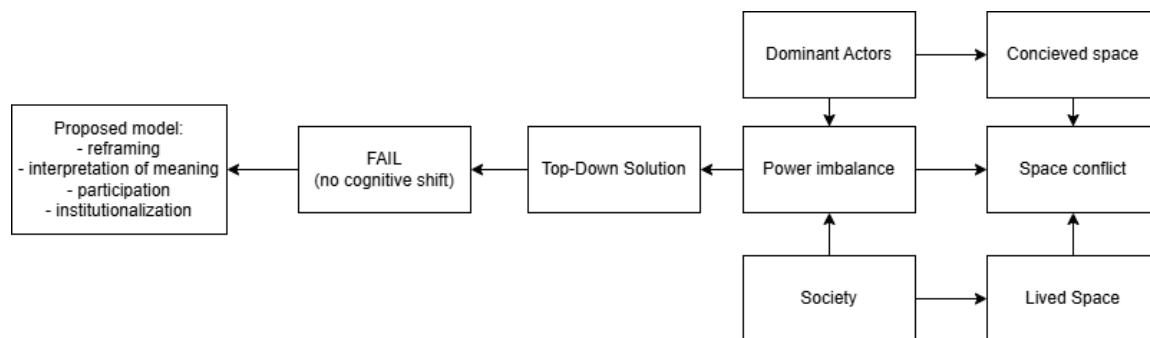 Dominant Actors
Concieved space
Proposed model:
- reframing
- interpretation of meaning
- participation
- institutionalization
FAIL
(no cognitive shift)
Top-Down Solution
Power imbalance
Space conflict
Society
Lived Space